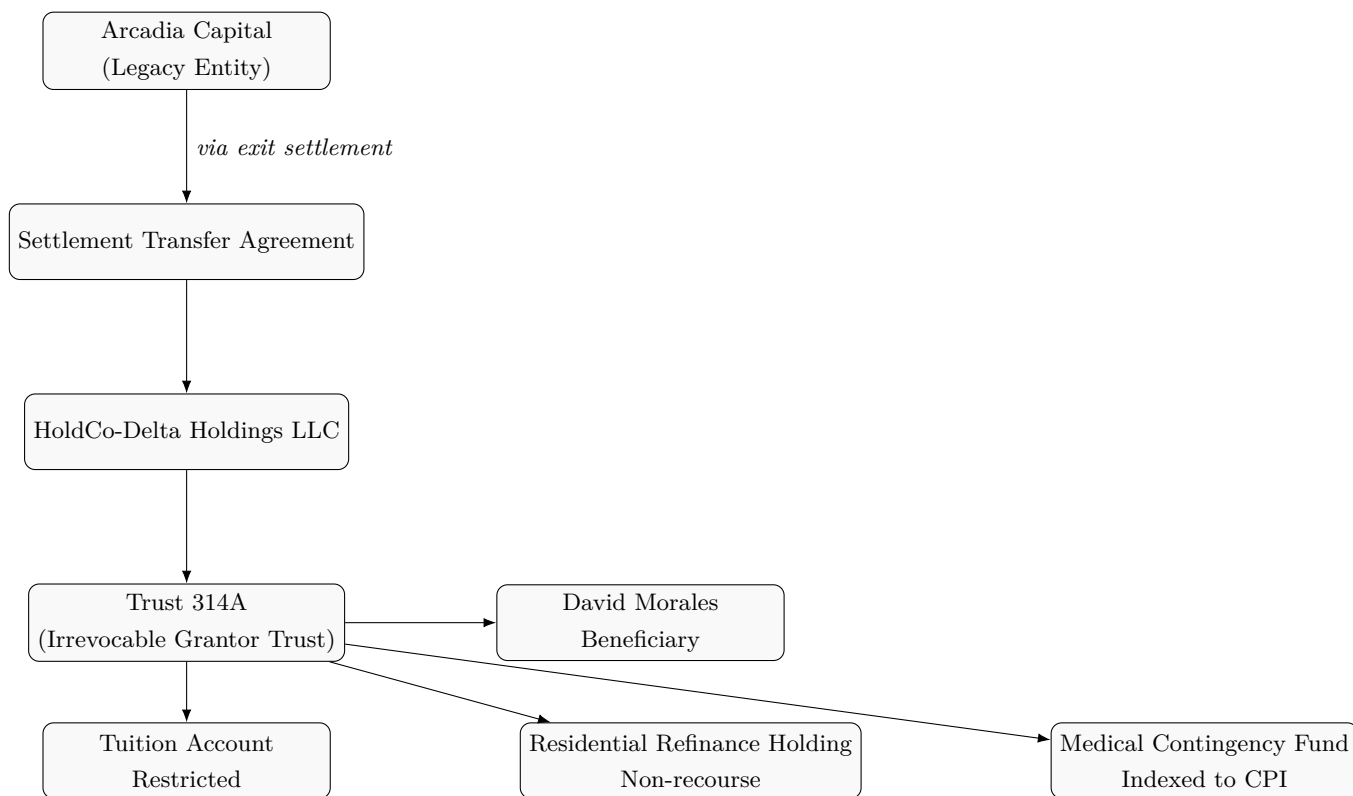 Arcadia Capital
(Legacy Entity)
via exit settlement
Settlement Transfer Agreement
HoldCo-Delta Holdings LLC
Trust 314A
(Irrevocable Grantor Trust)
David Morales
Beneficiary
Tuition Account
Restricted
Residential Refinance Holding
Non-recourse
Medical Contingency Fund
Indexed to CPI